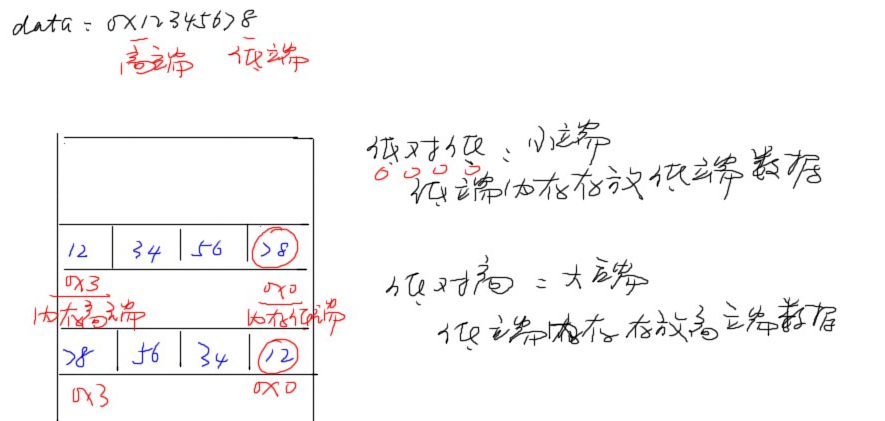 data = 0x12345678
高端 低端
低对低：小端
低端内存存放低端数据
12 34 56 78
0x3 0x0
内存高端 内存低端
低对高：大端
低端内存存放高端数据
78 56 34 12
0x3 0x0